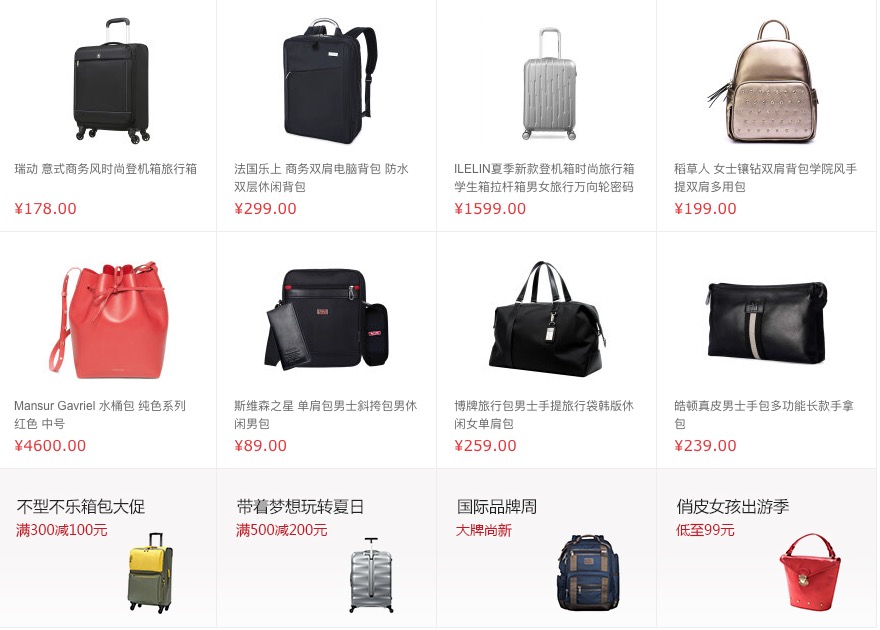 瑞动 意式商务风时尚登机箱旅行箱
¥178.00
法国乐上 商务双肩电脑背包 防水
双层休闲背包
¥299.00
ILELIN夏季新款登机箱时尚旅行箱
学生箱拉杆箱男女旅行万向轮密码
¥1599.00
稻草人 女士镶钻双肩背包学院风手
提双肩多用包
¥199.00
Mansur Gavriel 水桶包 纯色系列
红色 中号
¥4600.00
斯维森之星 单肩包男士斜挎包男休
闲男包
¥89.00
博牌旅行包男士手提旅行袋韩版休
闲女单肩包
¥259.00
皓顿真皮男士手包多功能长款手拿
包
¥239.00
不型不乐箱包大促
满300减100元
带着梦想玩转夏日
满500减200元
国际品牌周
大牌尚新
俏皮女孩出游季
低至99元